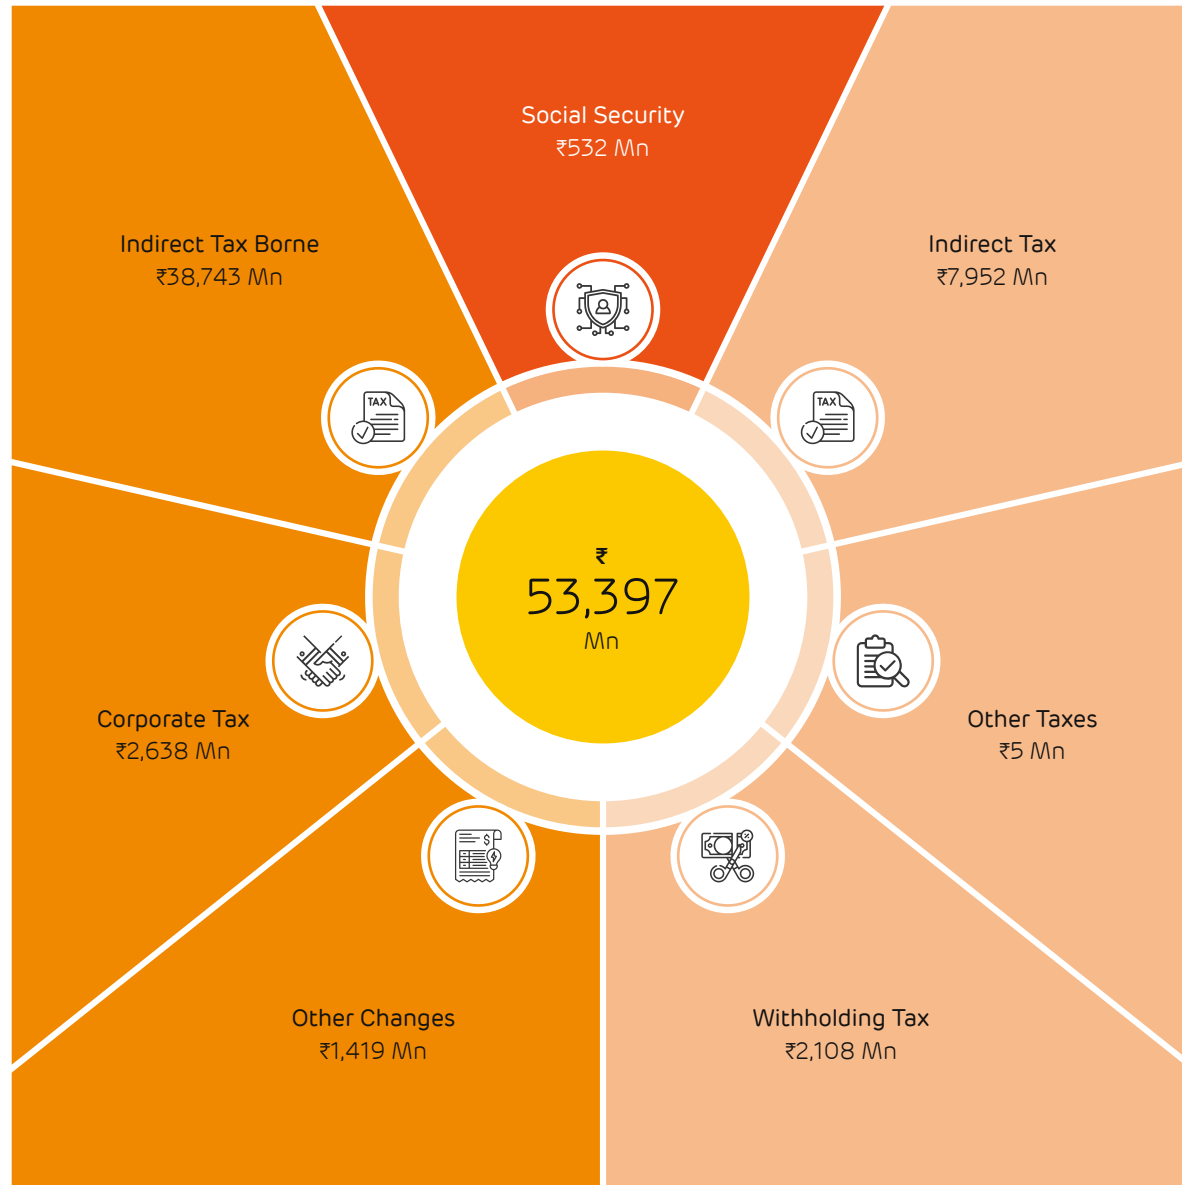 Social Security
₹532 Mn
Indirect Tax Borne
₹38,743 Mn
Indirect Tax
₹7,952 Mn
TAX
TAX
₹
53,397
Mn
Corporate Tax
₹2,638 Mn
Other Taxes
₹5 Mn
$
%
Other Changes
₹1,419 Mn
Withholding Tax
₹2,108 Mn